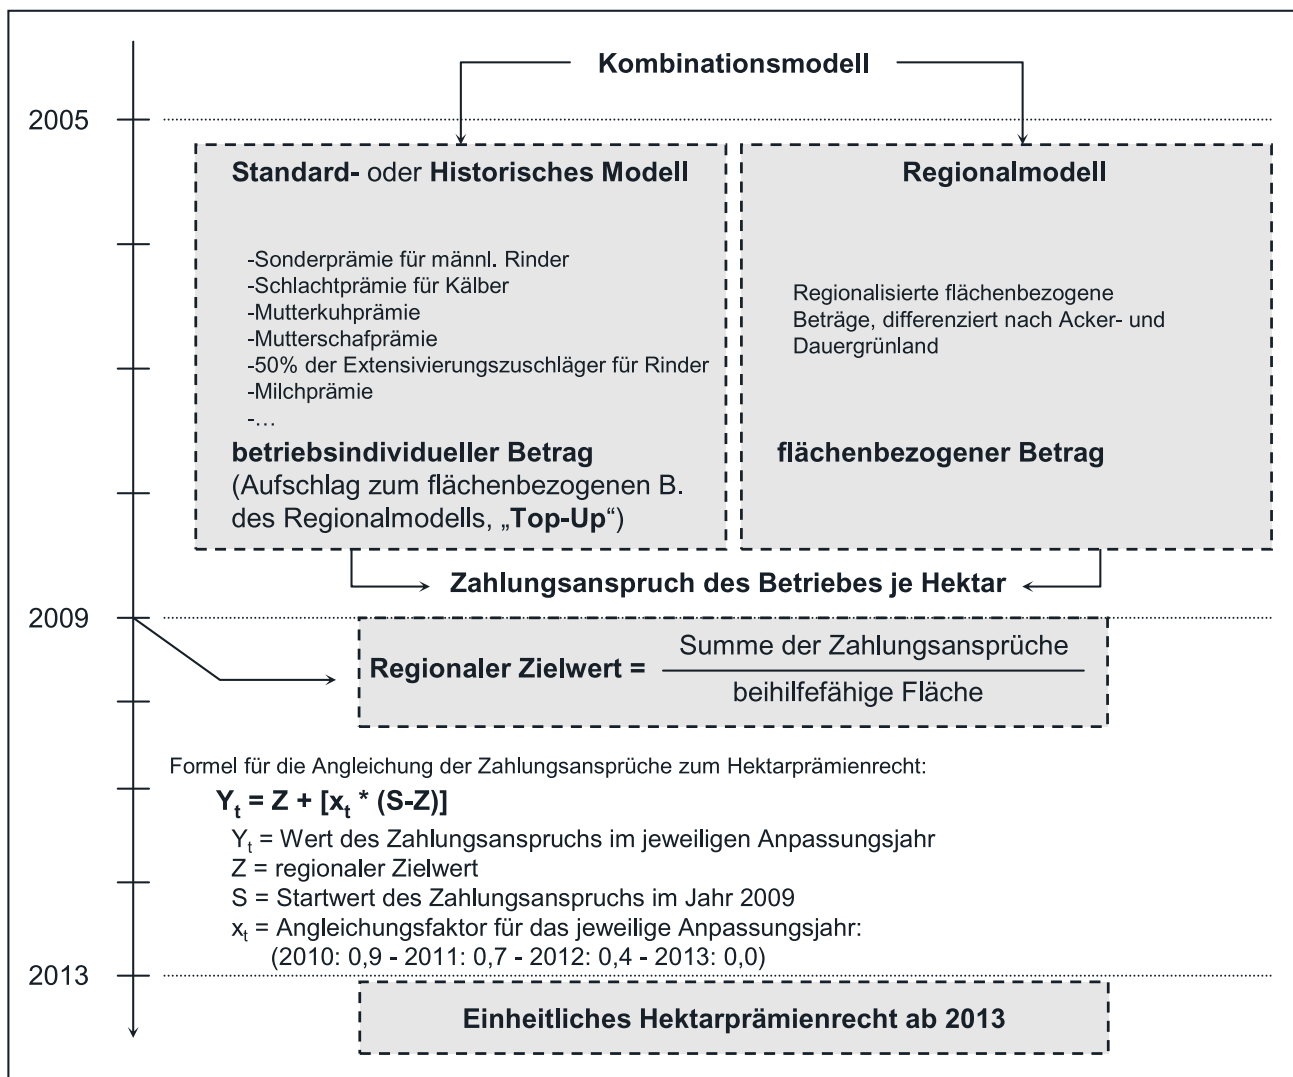 Kombinationsmodell
2005
Standard- oder Historisches Modell
-Sonderprämie für männl. Rinder
-Schlachtprämie für Kälber
-Mutterkuhprämie
-Mutterschafprämie
-50% der Extensivierungszuschläger für Rinder
-Milchprämie
-...
betriebsindividueller Betrag
(Aufschlag zum flächenbezogenen B.
des Regionalmodells, „Top-Up“)
Regionalmodell
Regionalisierte flächenbezogene
Beträge, differenziert nach Acker- und
Dauergrünland
flächenbezogener Betrag
Zahlungsanspruch des Betriebes je Hektar
2009
Regionaler Zielwert =
Summe der Zahlungsansprüche
beihilfefähige Fläche
Formel für die Angleichung der Zahlungsansprüche zum Hektarprämienrecht:
Yt = Z + [xt * (S-Z)]
Yt = Wert des Zahlungsanspruchs im jeweiligen Anpassungsjahr
Z = regionaler Zielwert
S = Startwert des Zahlungsanspruchs im Jahr 2009
xt = Angleichungsfaktor für das jeweilige Anpassungsjahr:
(2010: 0,9 - 2011: 0,7 - 2012: 0,4 - 2013: 0,0)
2013
Einheitliches Hektarprämienrecht ab 2013